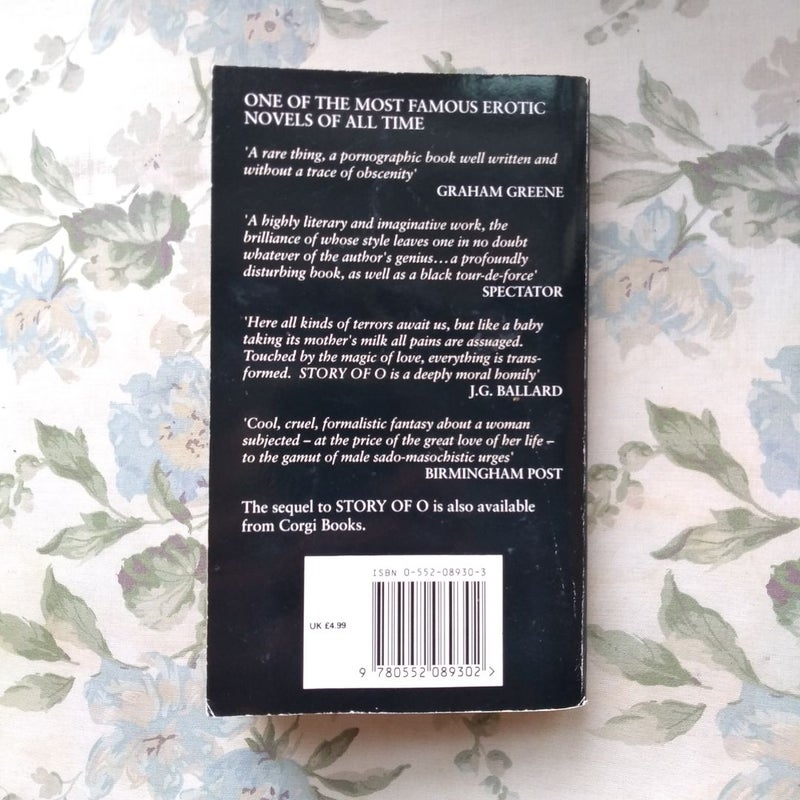 ONE OF THE MOST FAMOUS EROTIC
NOVELS OF ALL TIME
'A rare thing, a pornographic book well written and
without a trace of obscenity'
GRAHAM GREENE
'A highly literary and imaginative work, the
brilliance of whose style leaves one in no doubt
whatever of the author's genius...a profoundly
disturbing book, as well as a black tour-de-force'
SPECTATOR
'Here all kinds of terrors await us, but like a baby
taking its mother's milk all pains are assuaged.
Touched by the magic of love, everything is trans-
formed. STORY OF O is a deeply moral homily'
J.G. BALLARD
'Cool, cruel, formalistic fantasy about a woman
subjected – at the price of the great love of her life –
to the gamut of male sado-masochistic urges'
BIRMINGHAM POST
The sequel to STORY OF O is also available
from Corgi Books.
ISBN 0-552-08930-3
UK £4.99
9 780552 089302 >